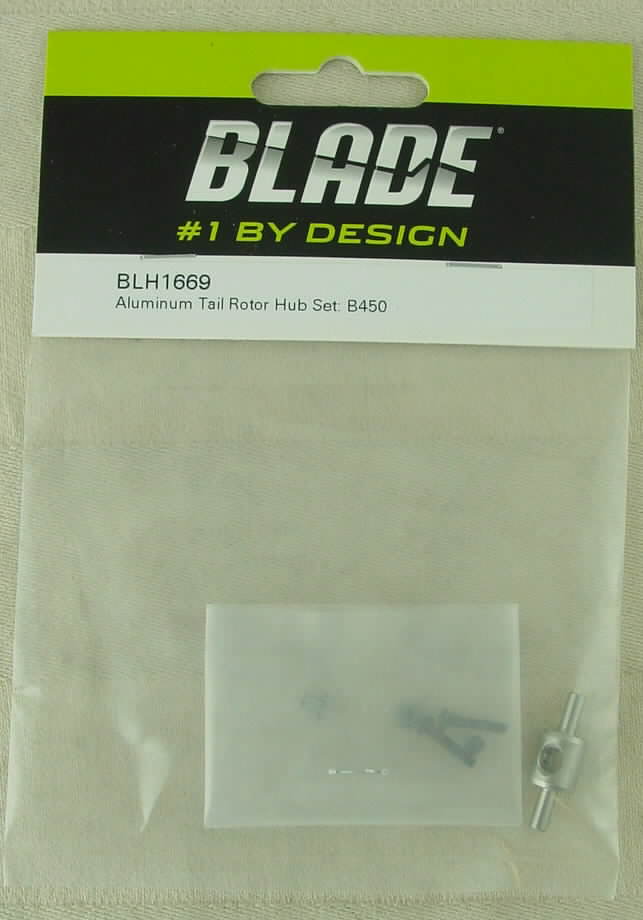 BLADE®
#1 BY DESIGN
BLH1669
Aluminum Tail Rotor Hub Set: B450